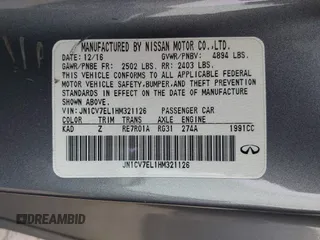 MANUFACTURED BY NISSAN MOTOR CO.,LTD.
DATE: 12/16 GVWR/PNBV: 4894 LBS.
GAWR/PNBE FR: 2502 LBS. RR: 2403 LBS.
THIS VEHICLE CONFORMS TO ALL APPLICABLE FEDERAL MOTOR
VEHICLE SAFETY,BUMPER,AND THEFT PREVENTION
STANDARDS IN EFFECT ON THE DATE OF
MANUFACTURE SHOWN ABOVE.
VIN:JN1CV7EL1HM321126 PASSENGER CAR
COLOR TRIM TRANS AXLE ENGINE
KAD Z RE7R01A RG31 274A 1991CC
JN1CV7EL1HM321126
INFINITI
DREAMBID